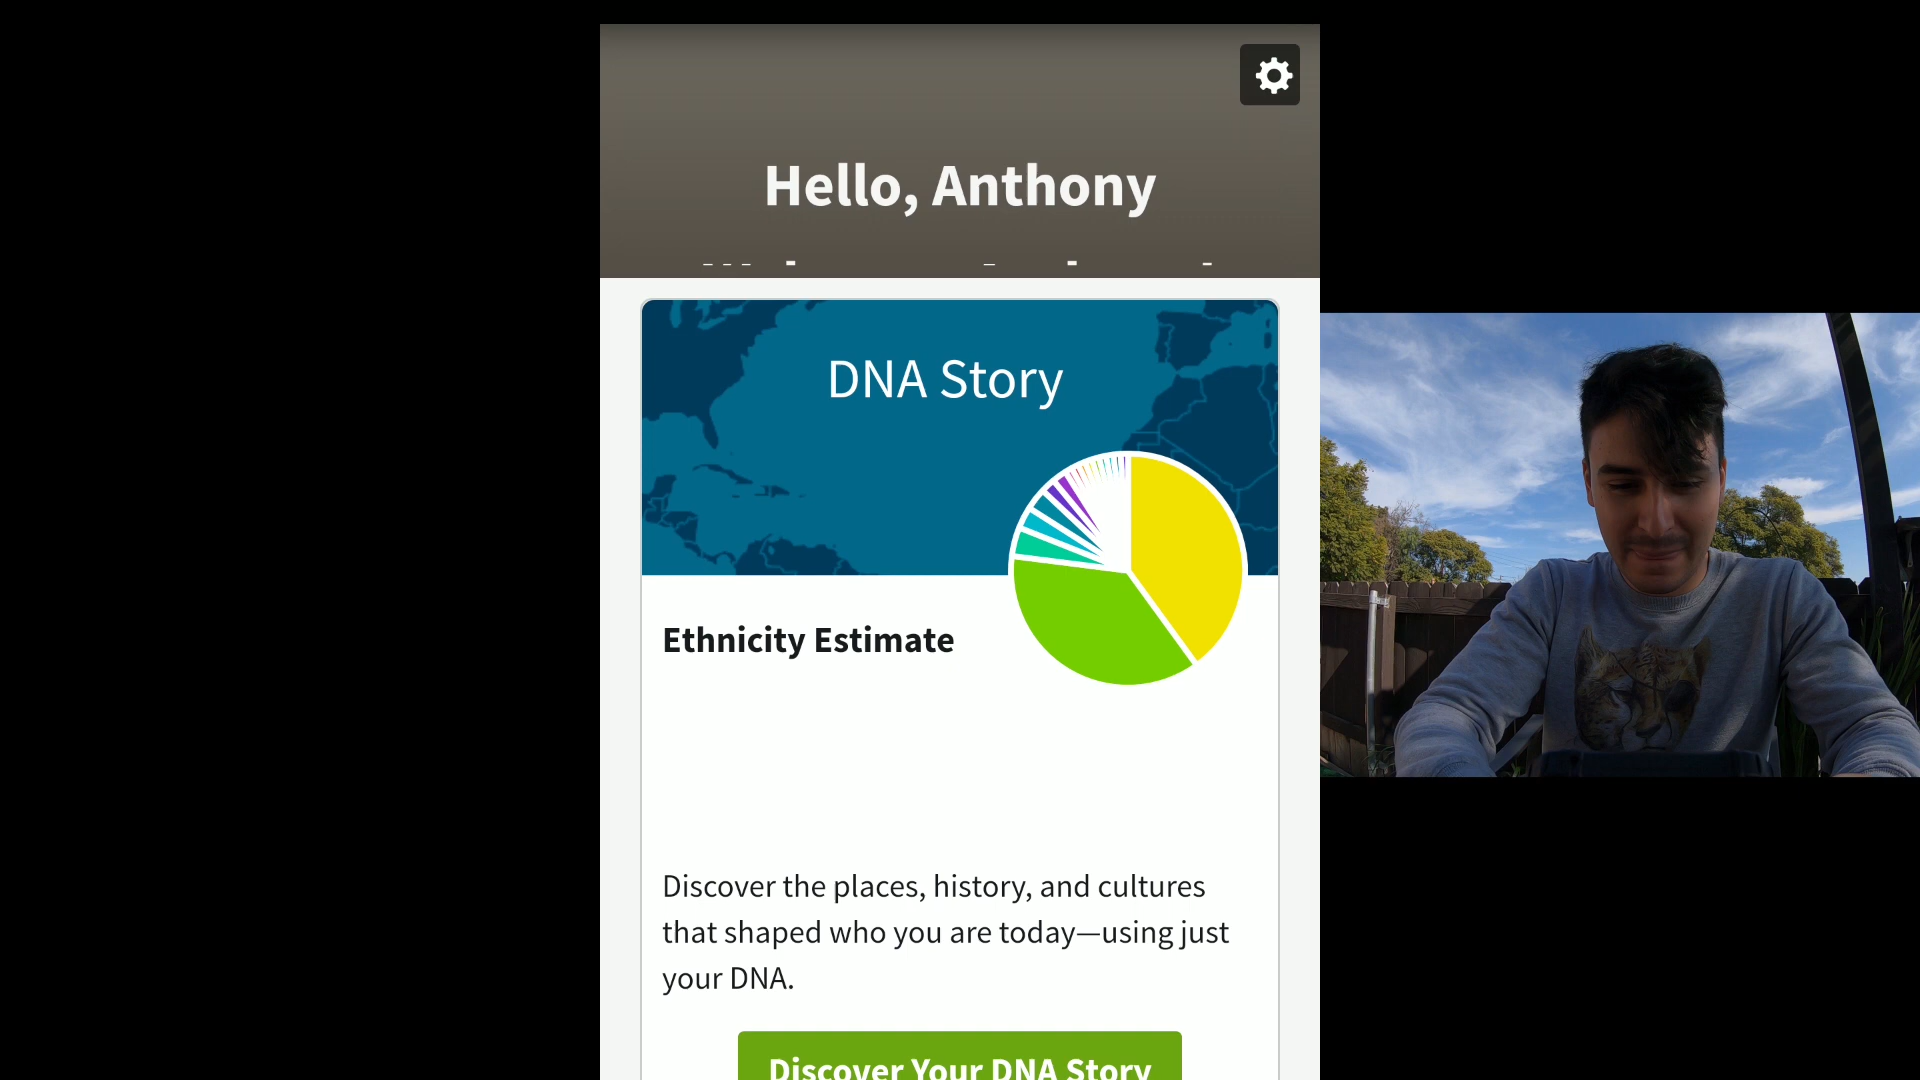 Hello, Anthony
DNA Story
Ethnicity Estimate
Discover the places, history, and cultures
that shaped who you are today—using just
your DNA.
Discover Your DNA Story